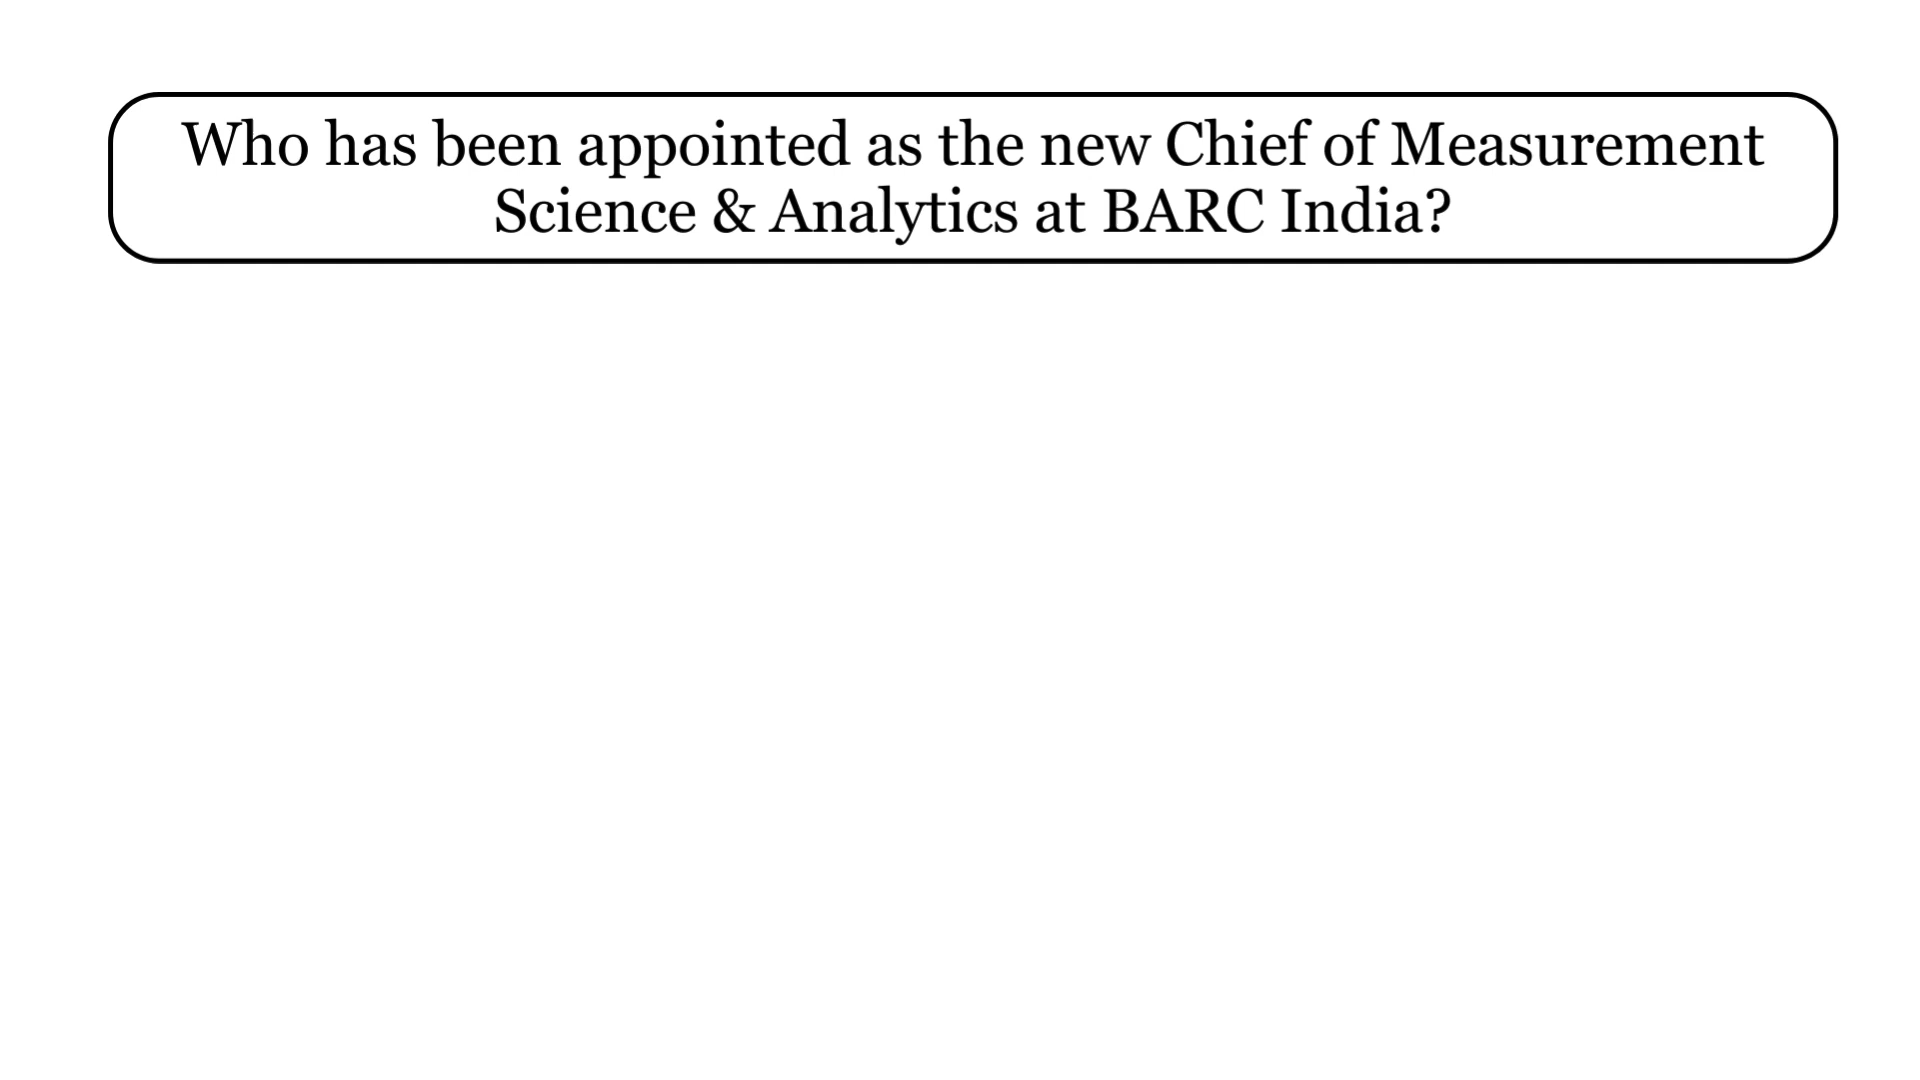 Who has been appointed as the new Chief of Measurement
Science & Analytics at BARC India?